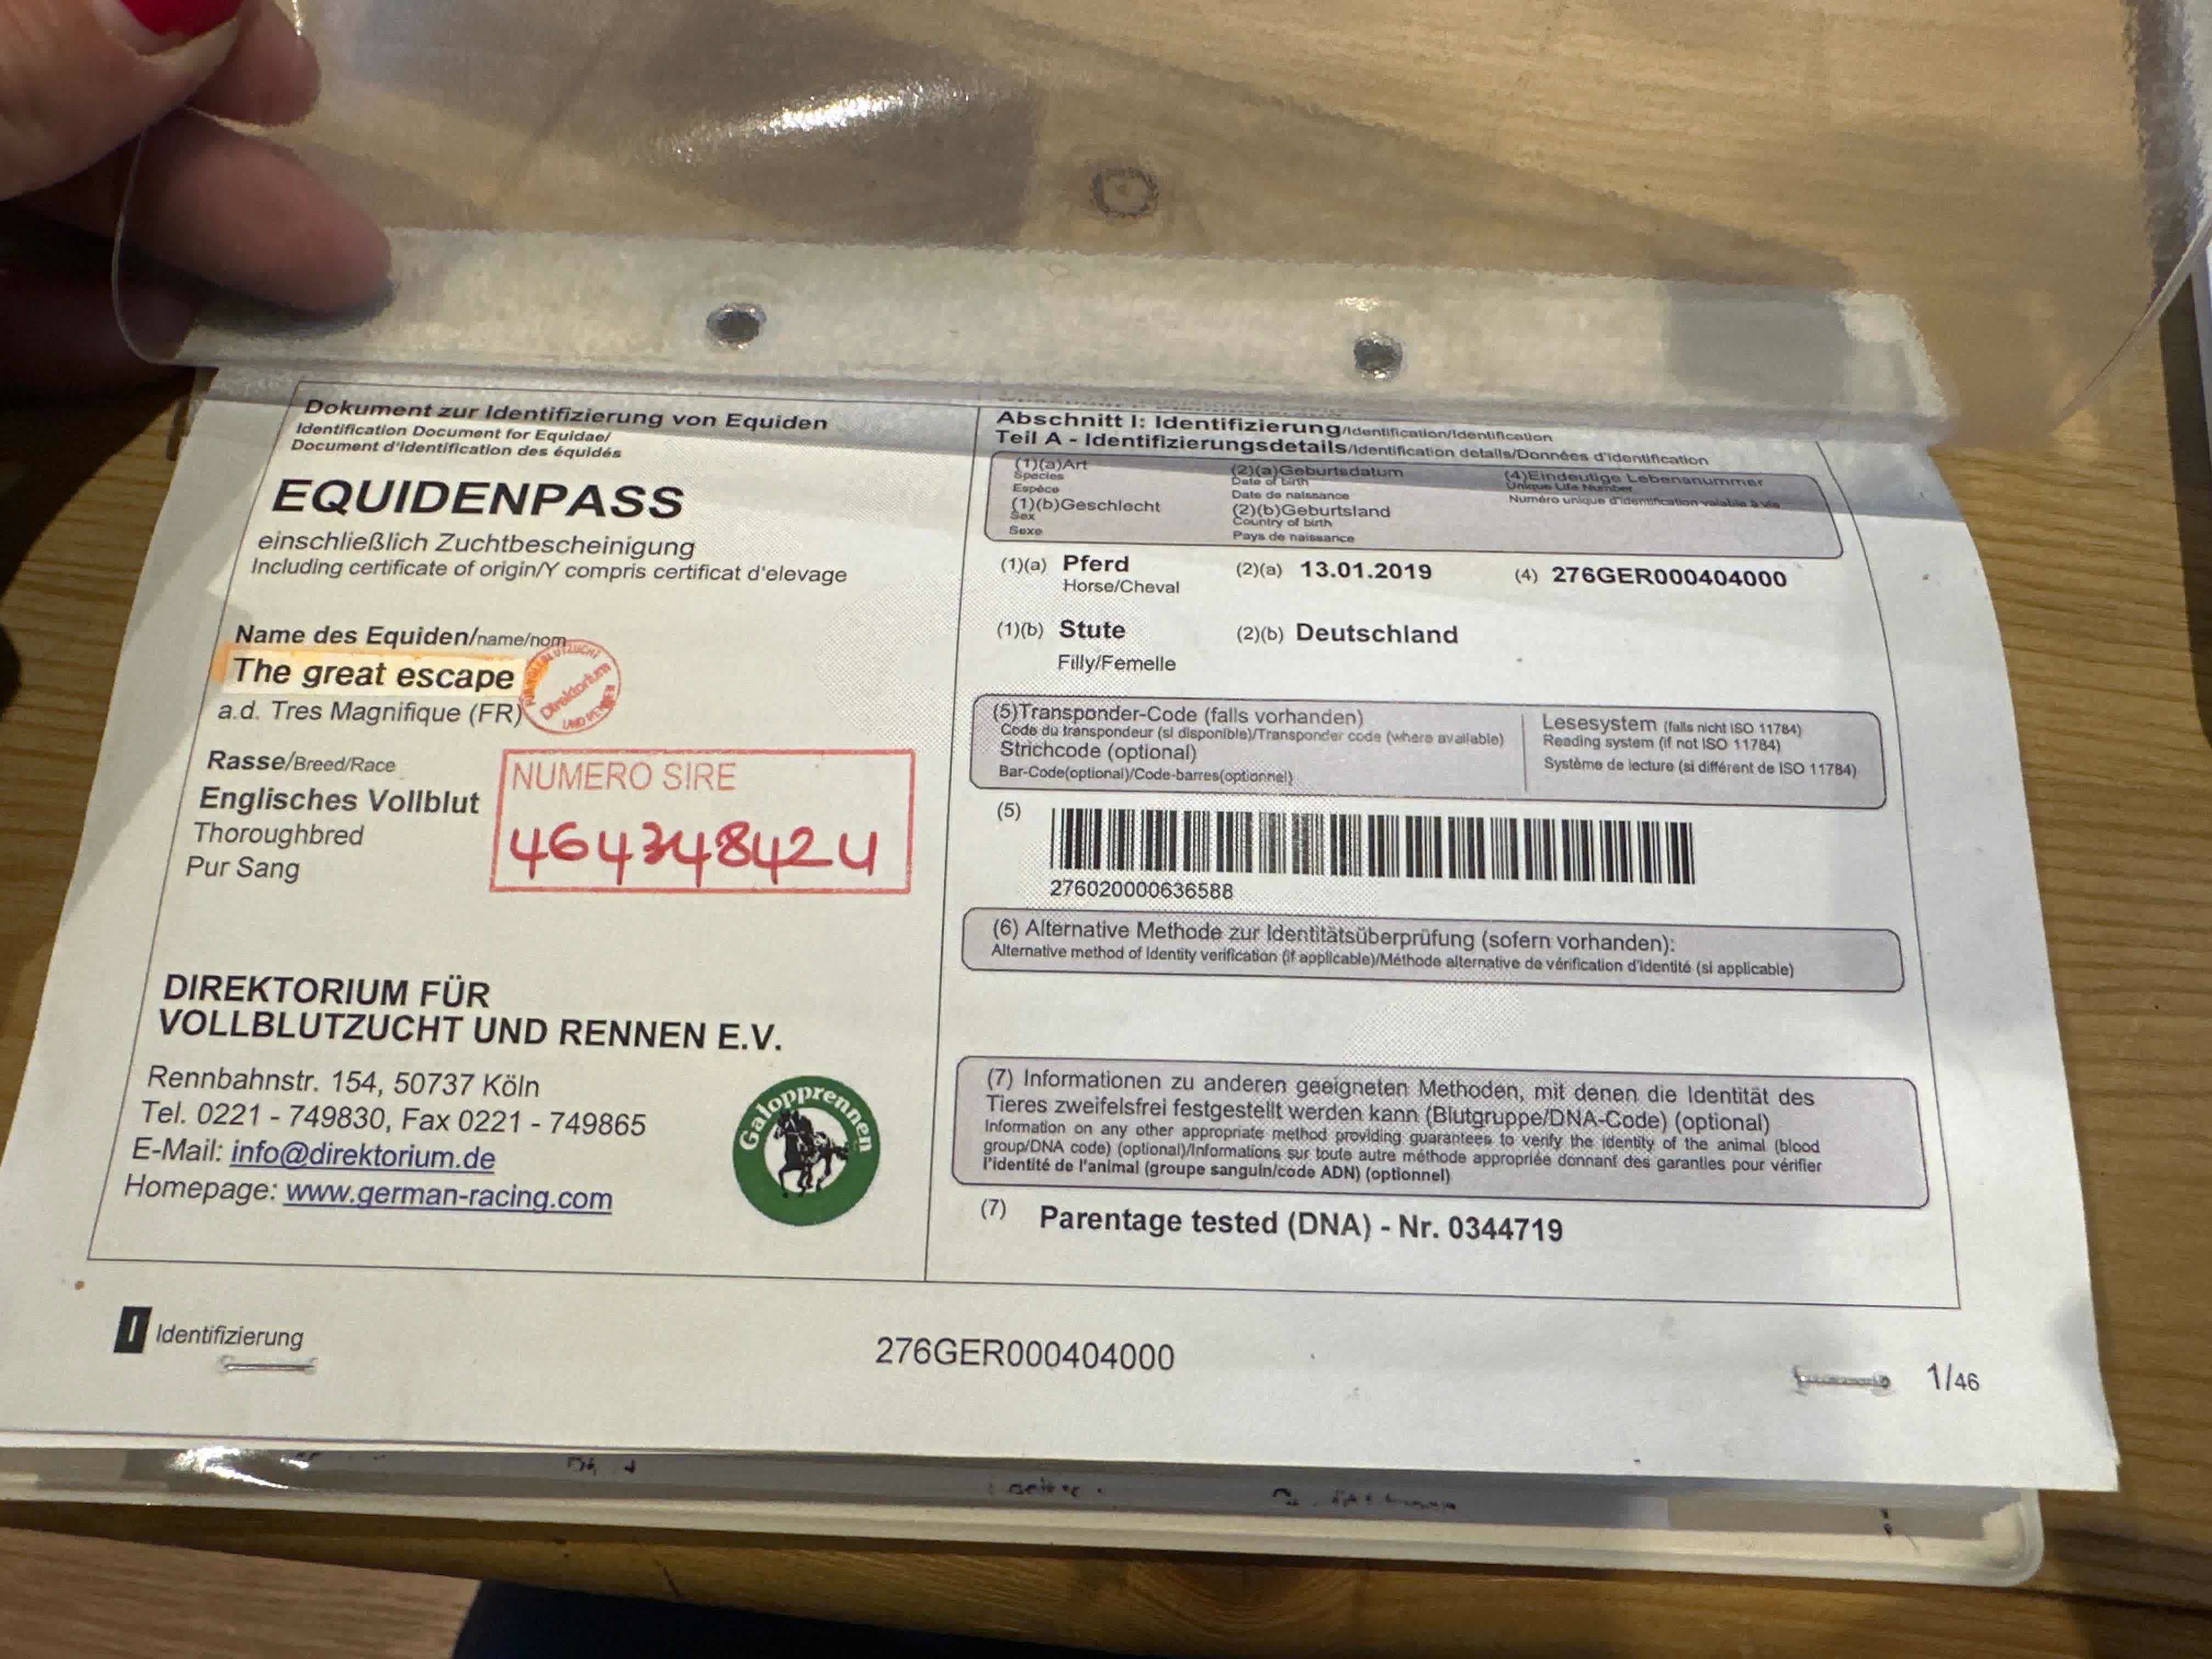 Dokument zur Identifizierung von Equiden
Identification Document for Equidae/
Document d'identification des équidés
EQUIDENPASS
einschließlich Zuchtbescheinigung
Including certificate of origin/Y compris certificat d'elevage
Name des Equiden/name/nom
The great escape
a.d. Tres Magnifique (FR)
Direktorium
Rasse/Breed/Race
Englisches Vollblut
Thoroughbred
Pur Sang
NUMERO SIRE
DIREKTORIUM FÜR
VOLLBLUTZUCHT UND RENNEN E.V.
Rennbahnstr. 154, 50737 Köln
Tel. 0221 - 749830, Fax 0221 - 749865
E-Mail: info@direktorium.de
Homepage: www.german-racing.com
Galopprennen
Abschnitt I: Identifizierung/Identification/Identification
Teil A - Identifizierungsdetails/Identification details/Données d'identification
(1)(a)Art
Species
Espèce
(1)(b)Geschlecht
Sex
Sexe
(2)(a)Geburtsdatum
Date of birth
Date de naissance
(2)(b)Geburtsland
Country of birth
Pays de naissance
(4)Eindeutige Lebensnummer
Unique Life Number
Numéro unique d'identification valable à vie
(1)(a) Pferd
Horse/Cheval
(2)(a) 13.01.2019
(4) 276GER000404000
(1)(b) Stute
Filly/Femelle
(2)(b) Deutschland
(5)Transponder-Code (falls vorhanden)
Code du transpondeur (si disponible)/Transponder code (where available)
Strichcode (optional)
Bar-Code(optional)/Code-barres(optionnel)
Lesesystem (falls nicht ISO 11784)
Reading system (if not ISO 11784)
Système de lecture (si différent de ISO 11784)
(5)
276020000636588
(6) Alternative Methode zur Identitätsüberprüfung (sofern vorhanden):
Alternative method of identity verification (if applicable)/Méthode alternative de vérification d'identité (si applicable)
(7) Informationen zu anderen geeigneten Methoden, mit denen die Identität des
Tieres zweifelsfrei festgestellt werden kann (Blutgruppe/DNA-Code) (optional)
Information on any other appropriate method providing guarantees to verify the identity of the animal (blood
group/DNA code) (optional)/Informations sur toute autre méthode appropriée donnant des garanties pour vérifier
l'identité de l'animal (groupe sanguin/code ADN) (optionnel)
(7) Parentage tested (DNA) - Nr. 0344719
I Identifizierung
276GER000404000
1/46